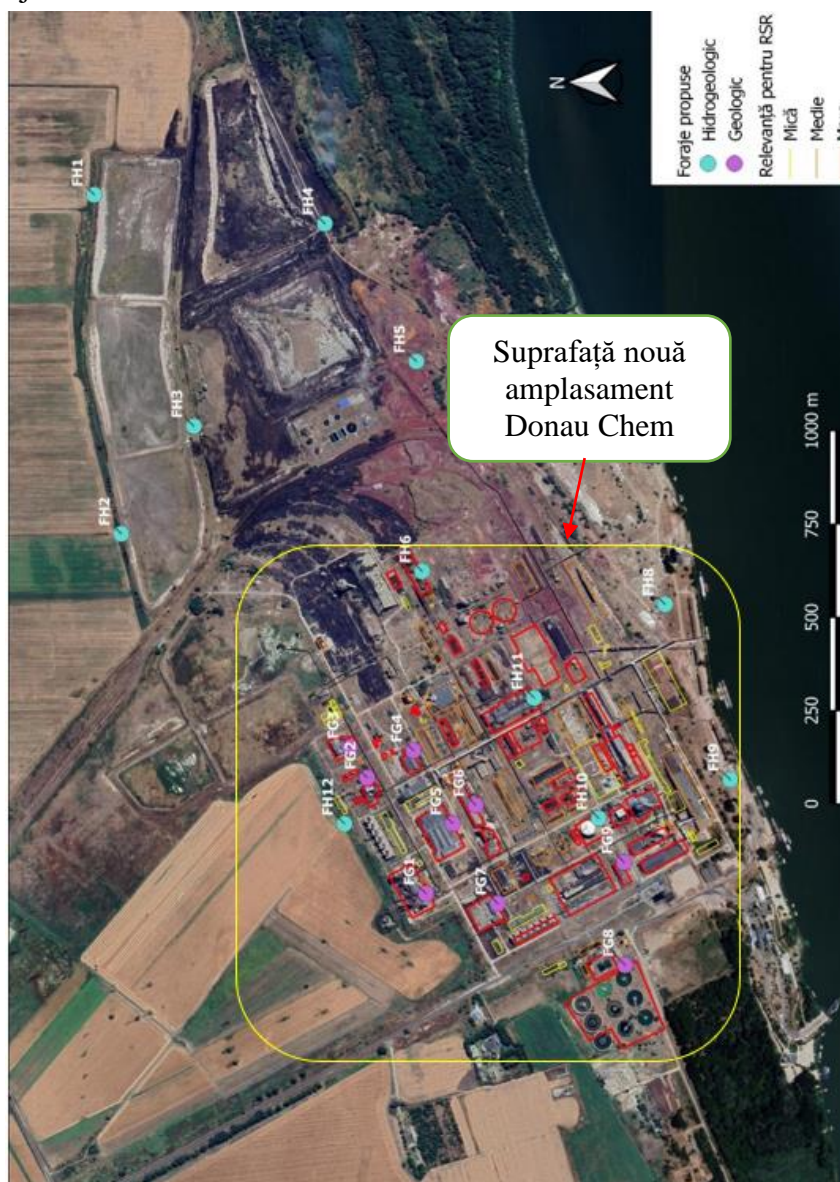 FH1
FH4
FH5
FH3
FH2
FH6
FH8
FH11
FG3
FG2
FG4
FH12
FG5
FG6
FH10
FH9
FG1
FG7
FG9
FG8
N
Foraje propuse
Hidrogeologic
Geologic
Relevanță pentru RSR
Mică
Medie
Suprafață nouă
amplasament
Donau Chem
0 250 500 750 1000 m